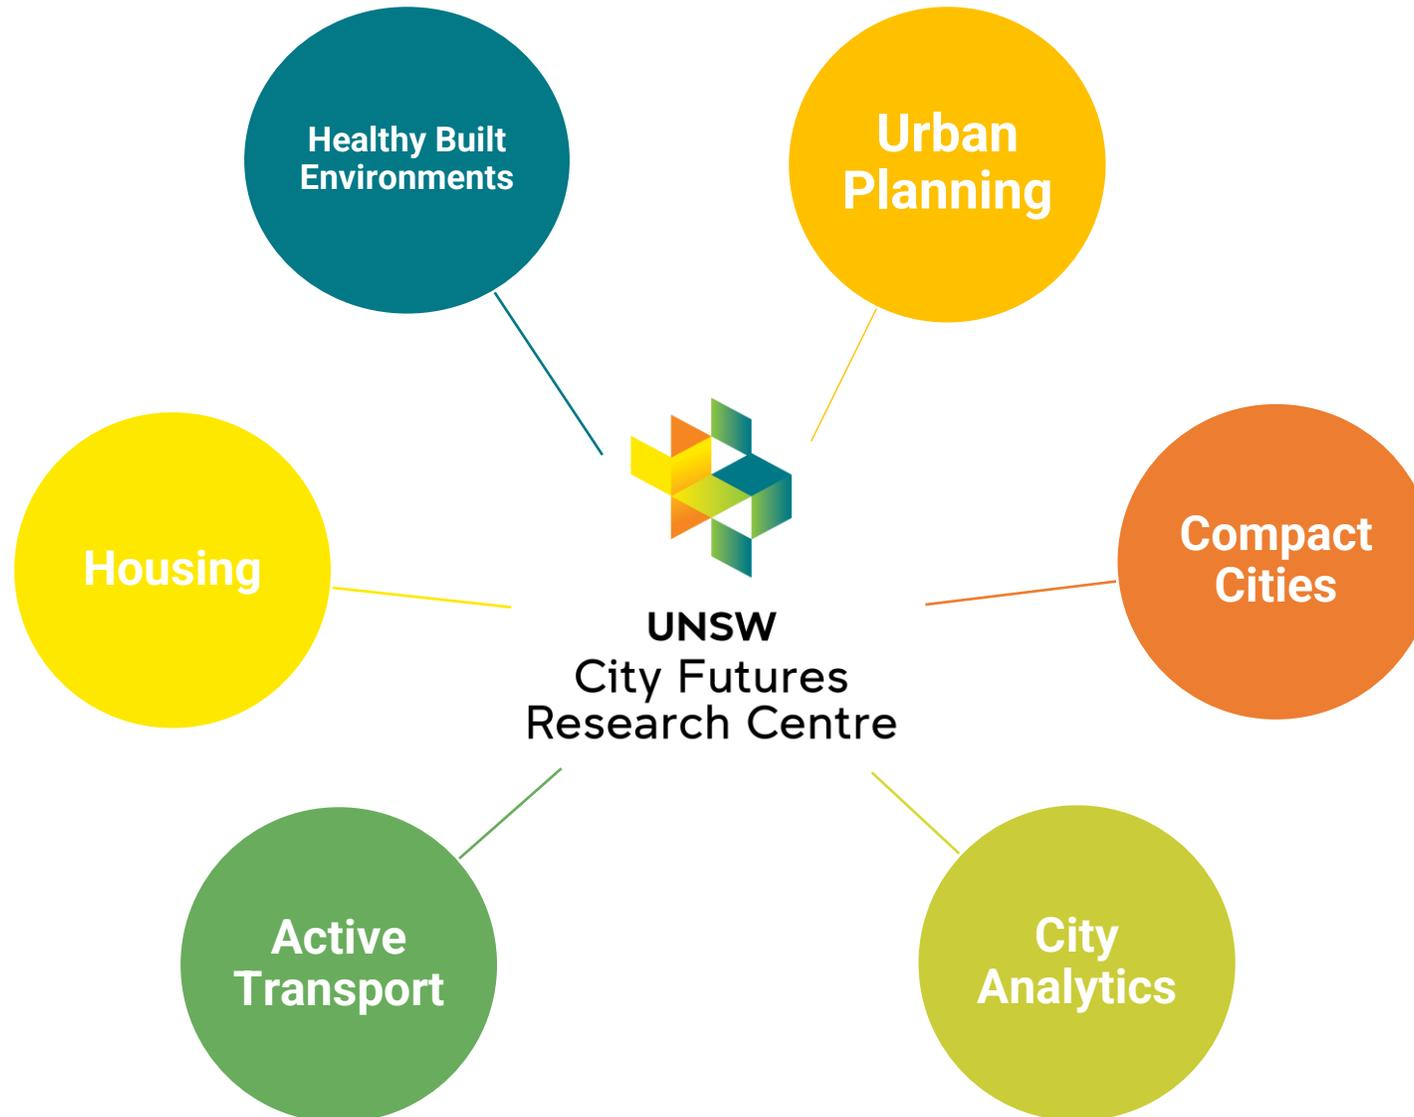 Healthy Built
Environments
Urban
Planning
Housing
Compact
Cities
UNSW
City Futures
Research Centre
Active
Transport
City
Analytics